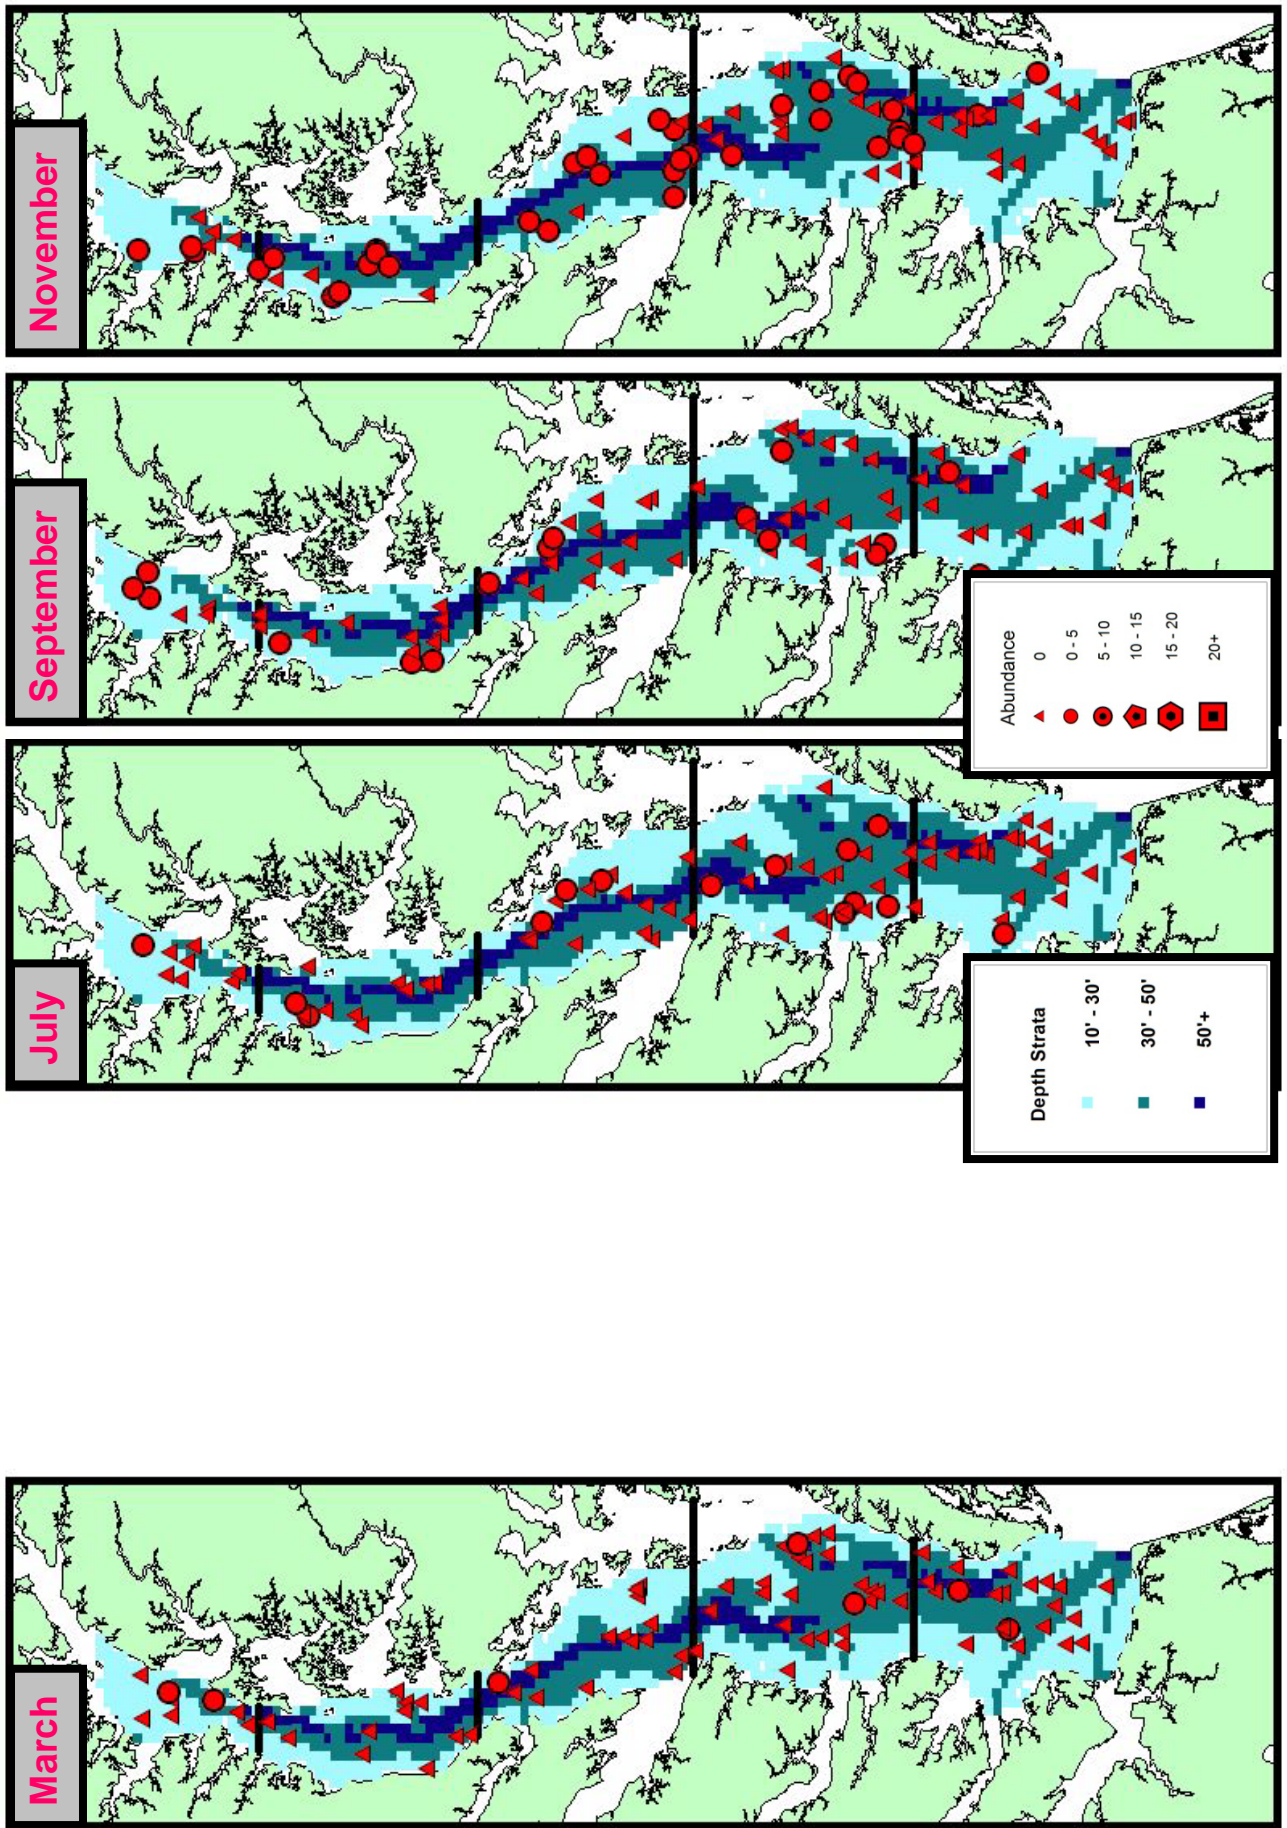 November
September
Abundance
0
0 - 5
5 - 10
10 - 15
15 - 20
20+
July
Depth Strata
10' - 30'
30' - 50'
50'+
March